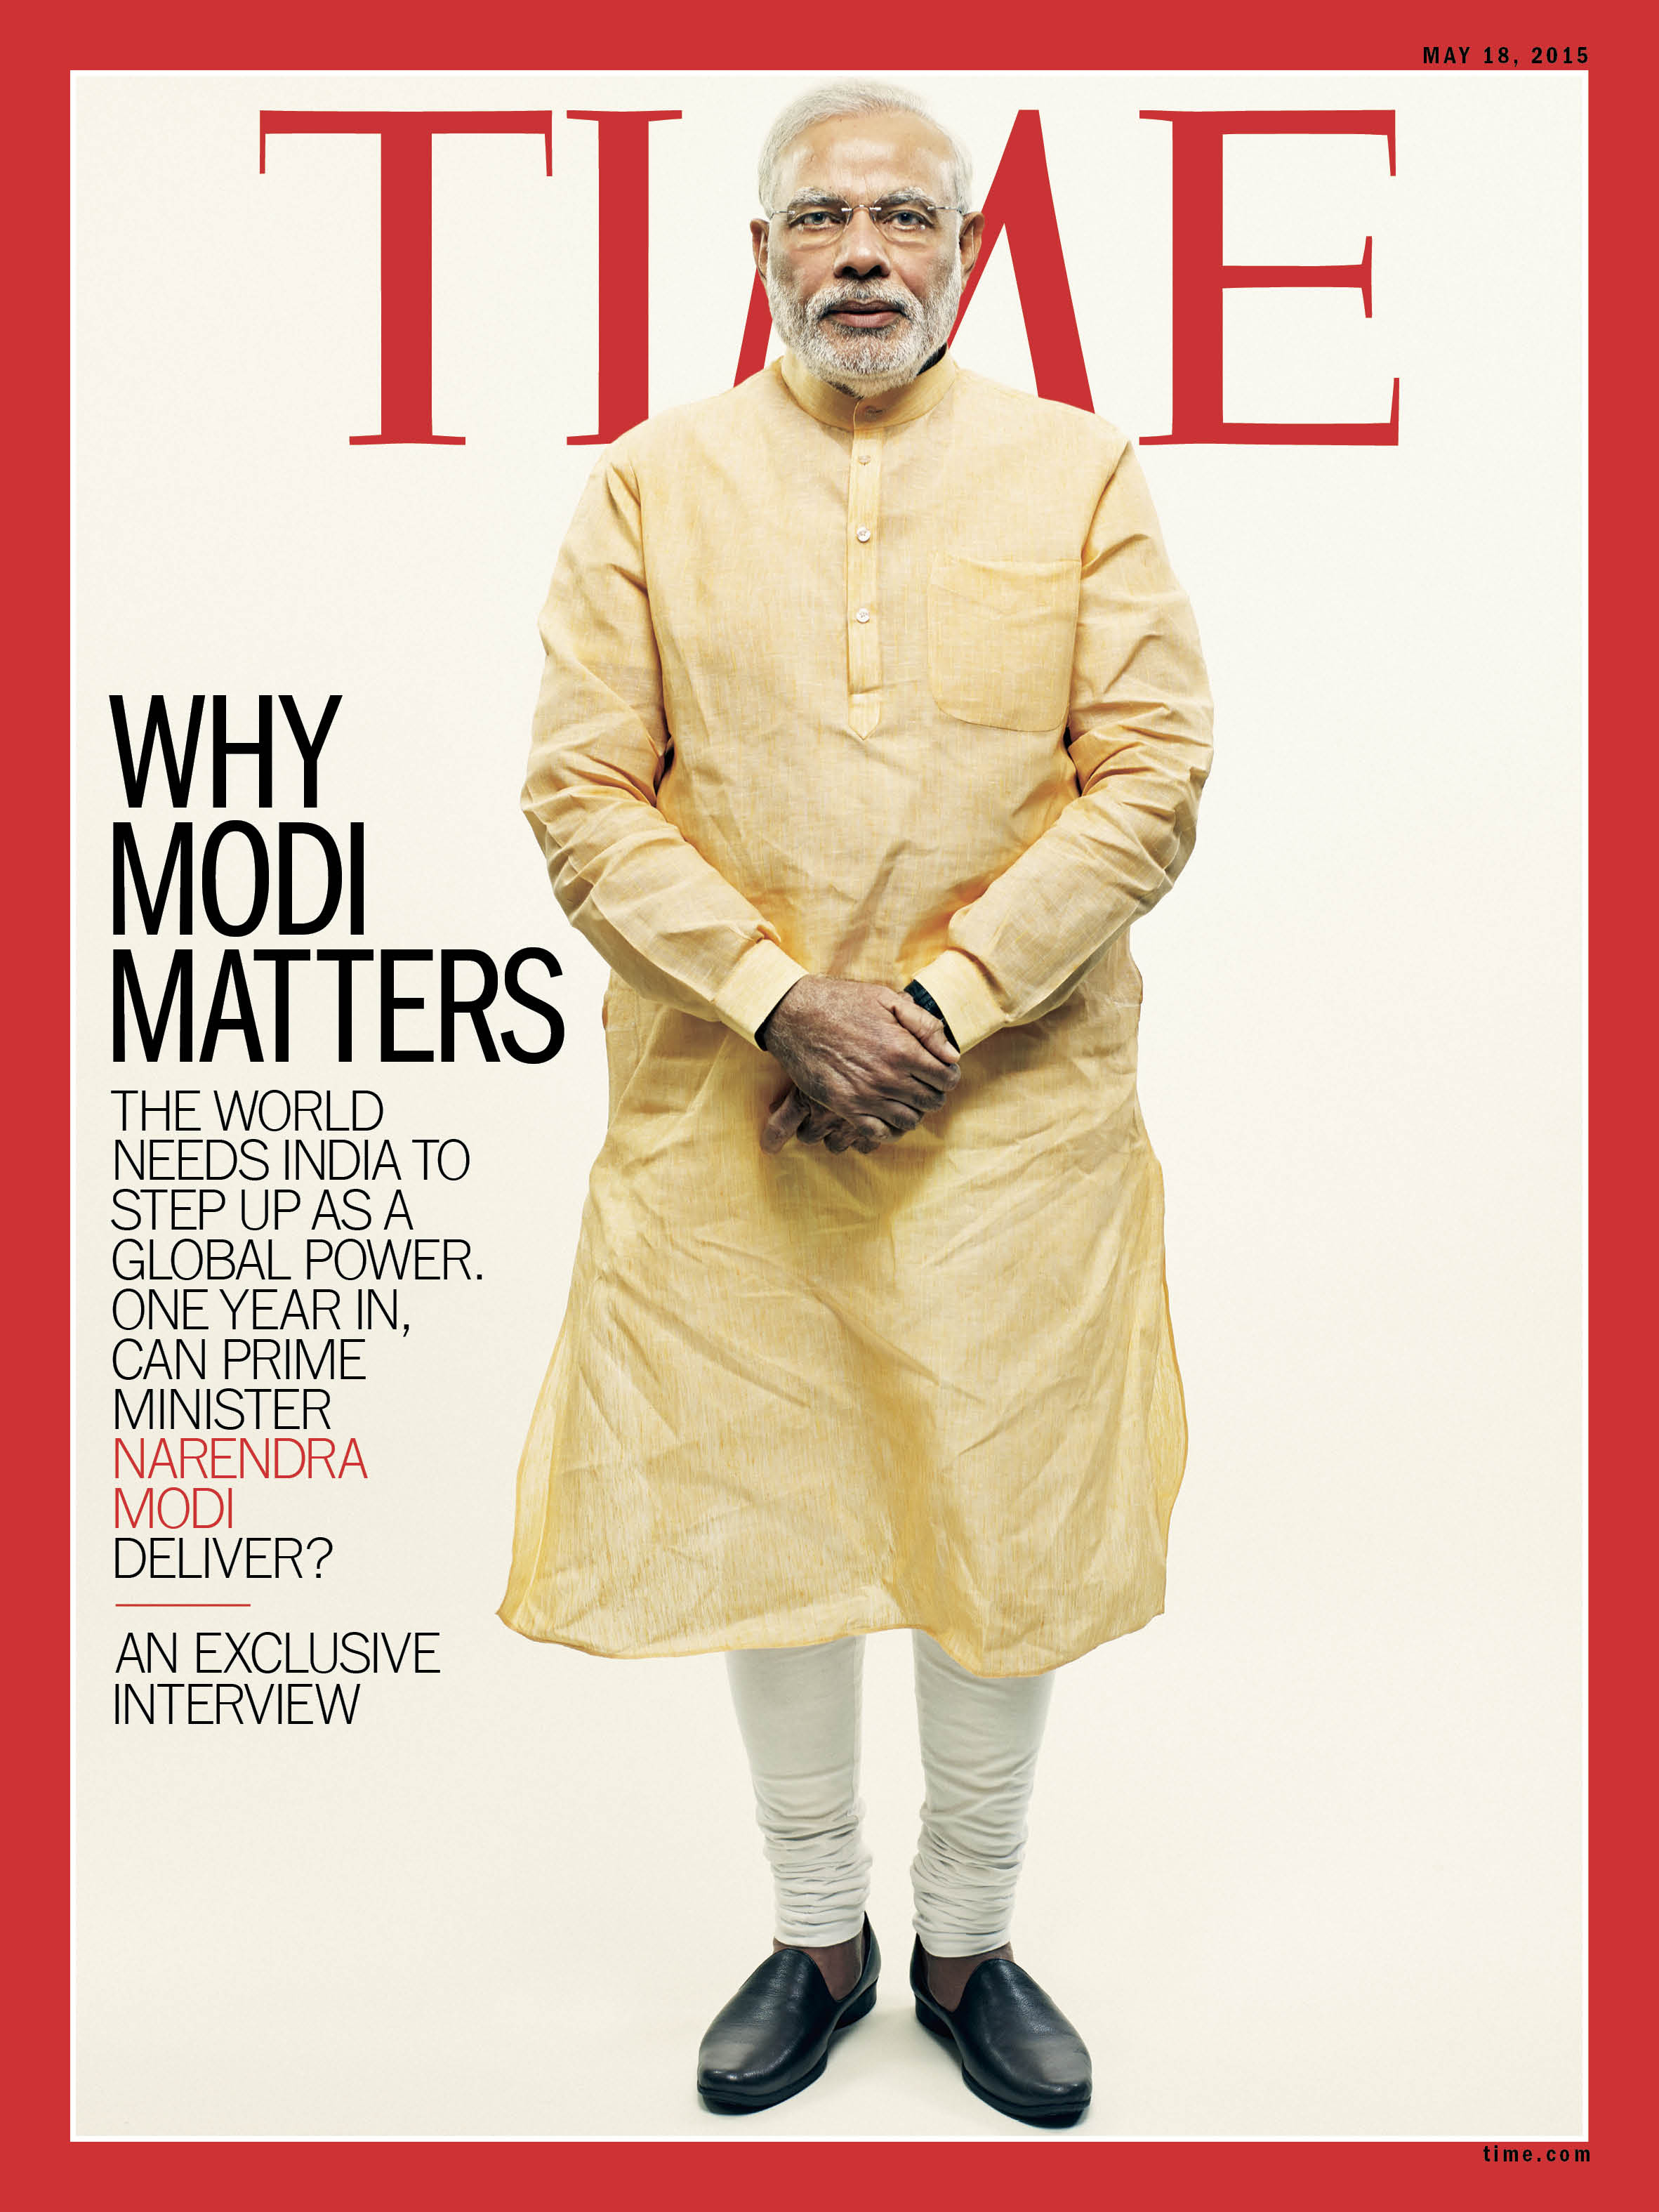 MAY 18, 2015
TIME
WHY
MODI
MATTERS
THE WORLD
NEEDS INDIA TO
STEP UP AS A
GLOBAL POWER.
ONE YEAR IN,
CAN PRIME
MINISTER
NARENDRA
MODI
DELIVER?
AN EXCLUSIVE
INTERVIEW
time.com